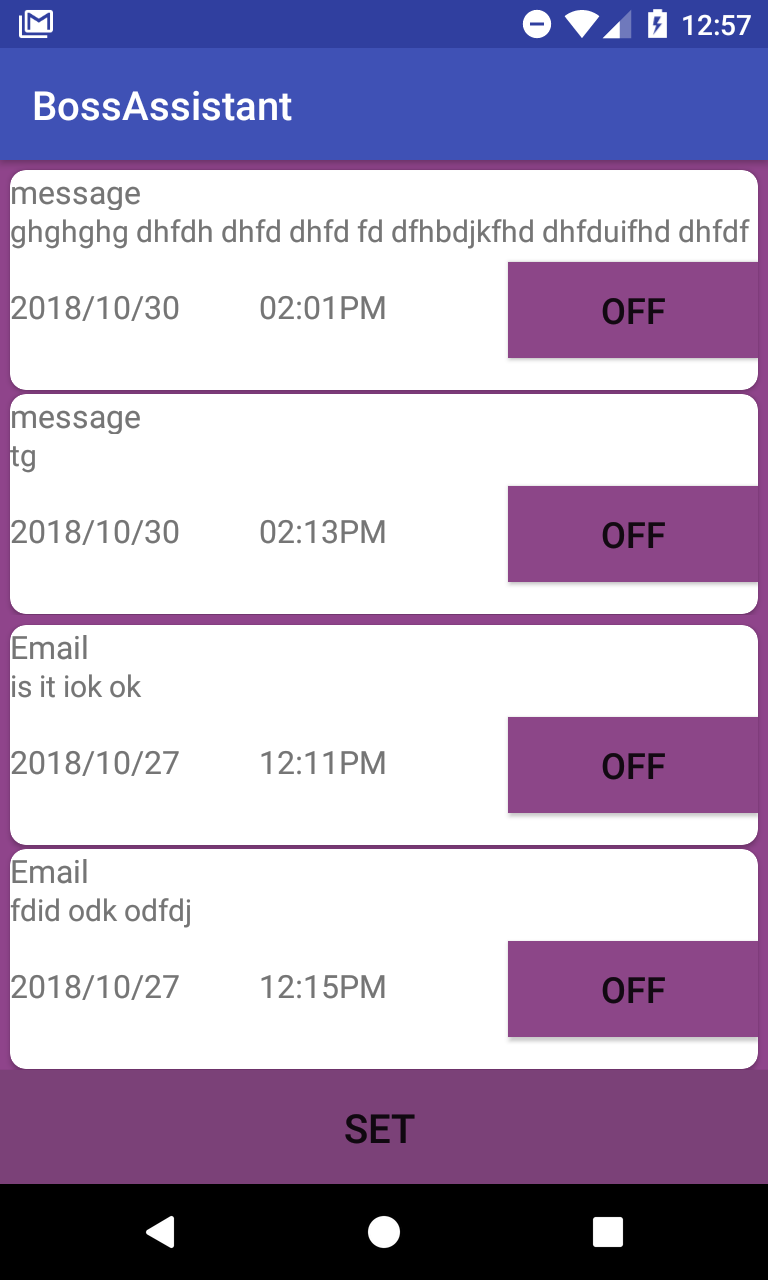 12:57
BossAssistant
message
ghghghg dhfdh dhfd dhfd fd dfhbdjkfhd dhfduifhd dhfdf
2018/10/30 02:01PM OFF
message
tg
2018/10/30 02:13PM OFF
Email
is it iok ok
2018/10/27 12:11PM OFF
Email
fdid odk odfdj
2018/10/27 12:15PM OFF
SET